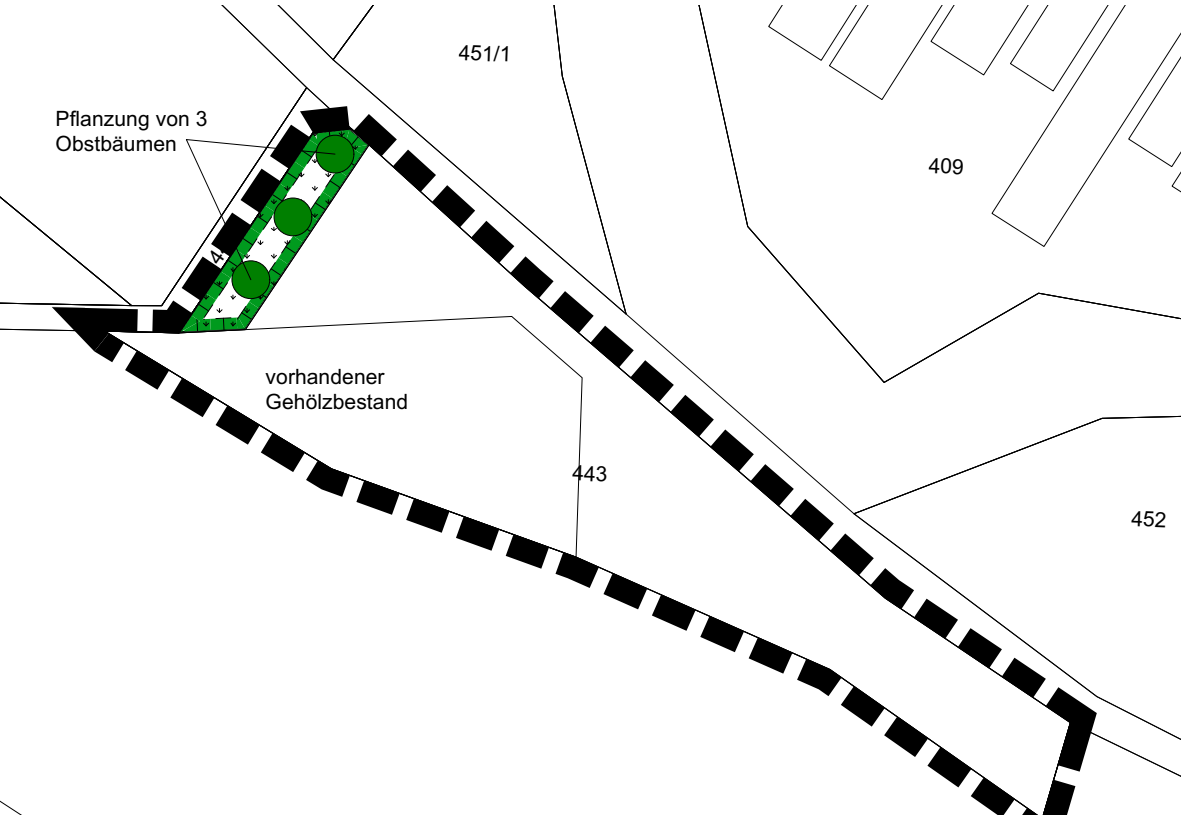 451/1
Pflanzung von 3
Obstbäumen
409
4
vorhandener
Gehölzbestand
443
452